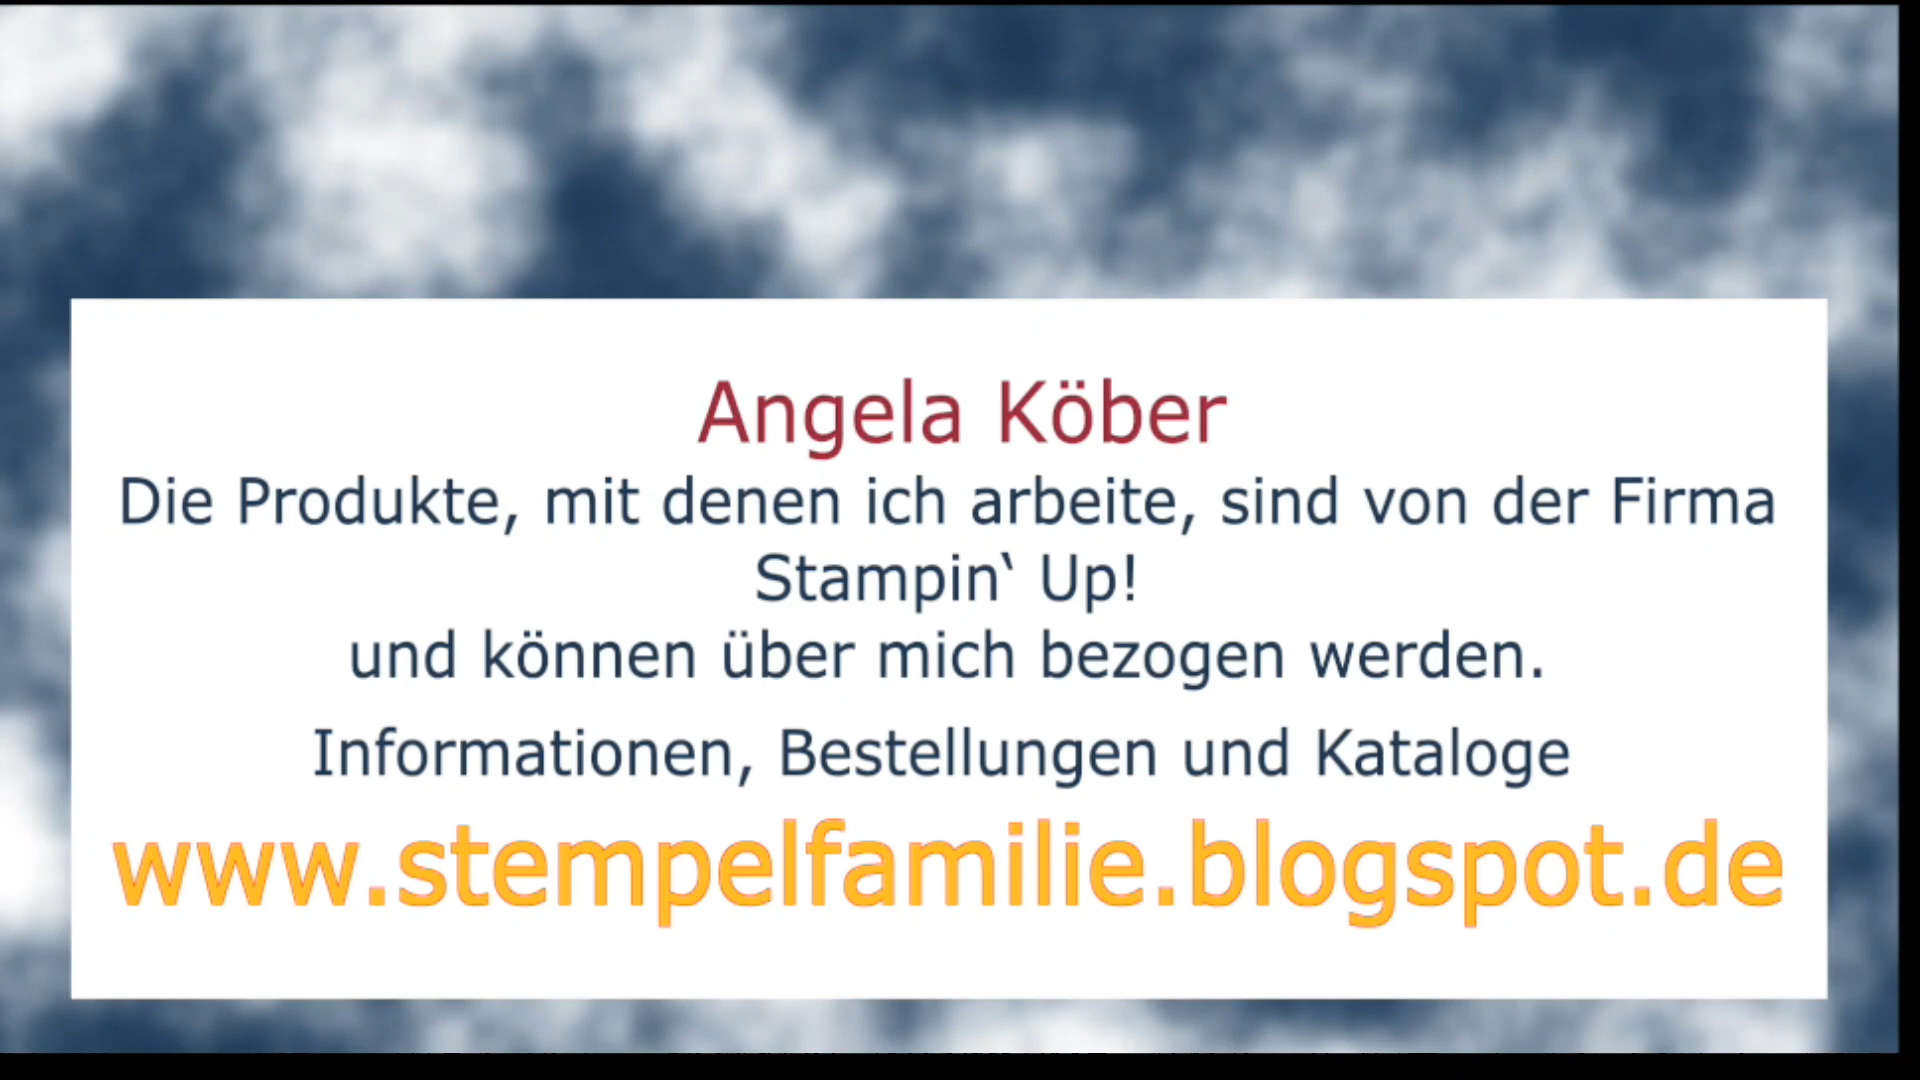 Angela Köber
Die Produkte, mit denen ich arbeite, sind von der Firma
Stampin‘ Up!
und können über mich bezogen werden.
Informationen, Bestellungen und Kataloge
www.stempelfamilie.blogspot.de